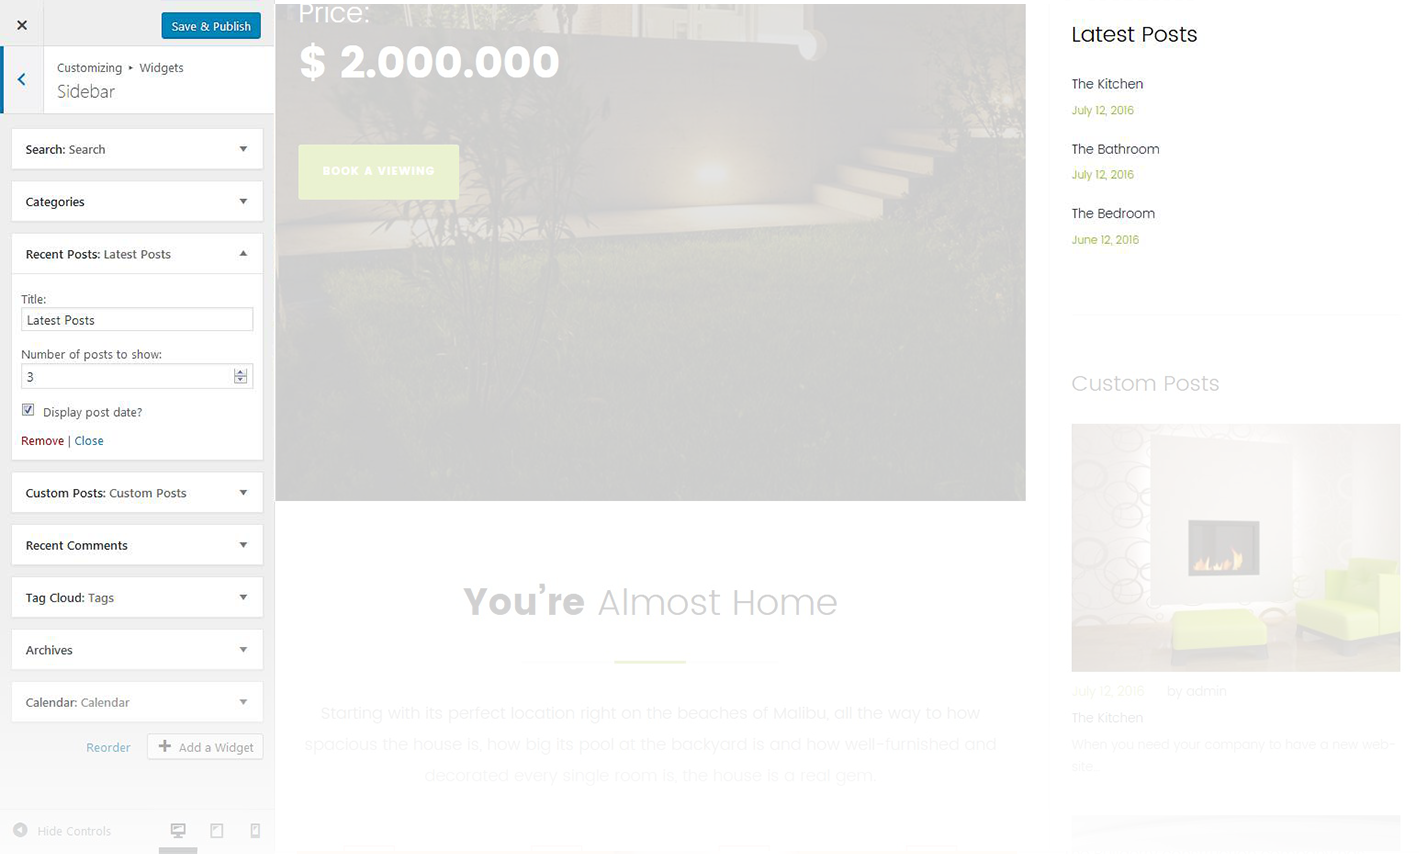 Save & Publish
Customizing ▸ Widgets
Sidebar
Search: Search
Categories
Recent Posts: Latest Posts
Title:
Latest Posts
Number of posts to show:
3
Display post date?
Remove | Close
Custom Posts: Custom Posts
Recent Comments
Tag Cloud: Tags
Archives
Calendar: Calendar
Reorder
Add a Widget
Hide Controls
Price:
$ 2.000.000
BOOK A VIEWING
You're Almost Home
Starting with its perfect location right on the beaches of Malibu, all the way to how
spacious the house is, how big its pool at the backyard is and how well-furnished and
decorated every single room is, the house is a real gem.
Latest Posts
The Kitchen
July 12, 2016
The Bathroom
July 12, 2016
The Bedroom
June 12, 2016
Custom Posts
July 12, 2016 by admin
The Kitchen
When you need your company to have a new web-
site...